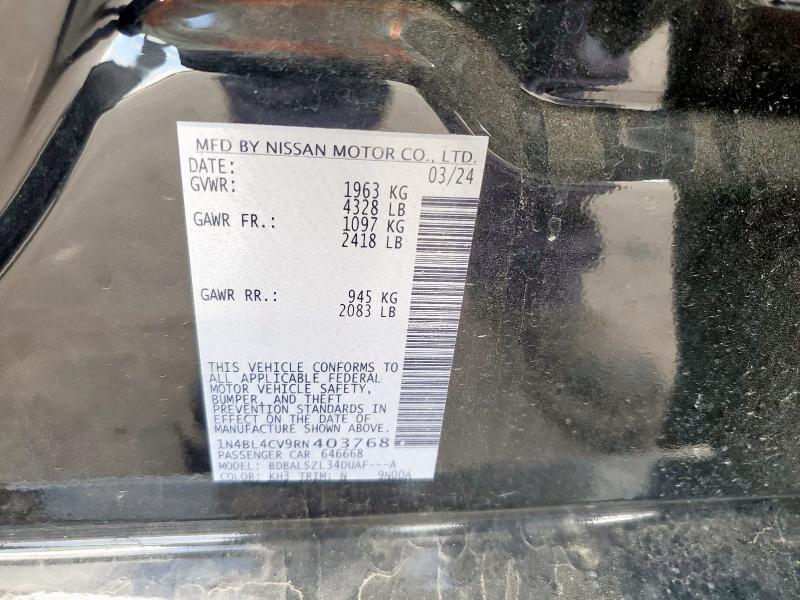 MFD BY NISSAN MOTOR CO., LTD.
DATE: 03/24
GVWR: 1963 KG
4328 LB
GAWR FR.: 1097 KG
2418 LB
GAWR RR.: 945 KG
2083 LB
THIS VEHICLE CONFORMS TO
ALL APPLICABLE FEDERAL
MOTOR VEHICLE SAFETY,
BUMPER, AND THEFT
PREVENTION STANDARDS IN
EFFECT ON THE DATE OF
MANUFACTURE SHOWN ABOVE.
1N4BL4CV9RN403768
PASSENGER CAR 646668
MODEL: BDBALSZL34DUAF---A
COLOR: KH3 TRIM: N 9N00A